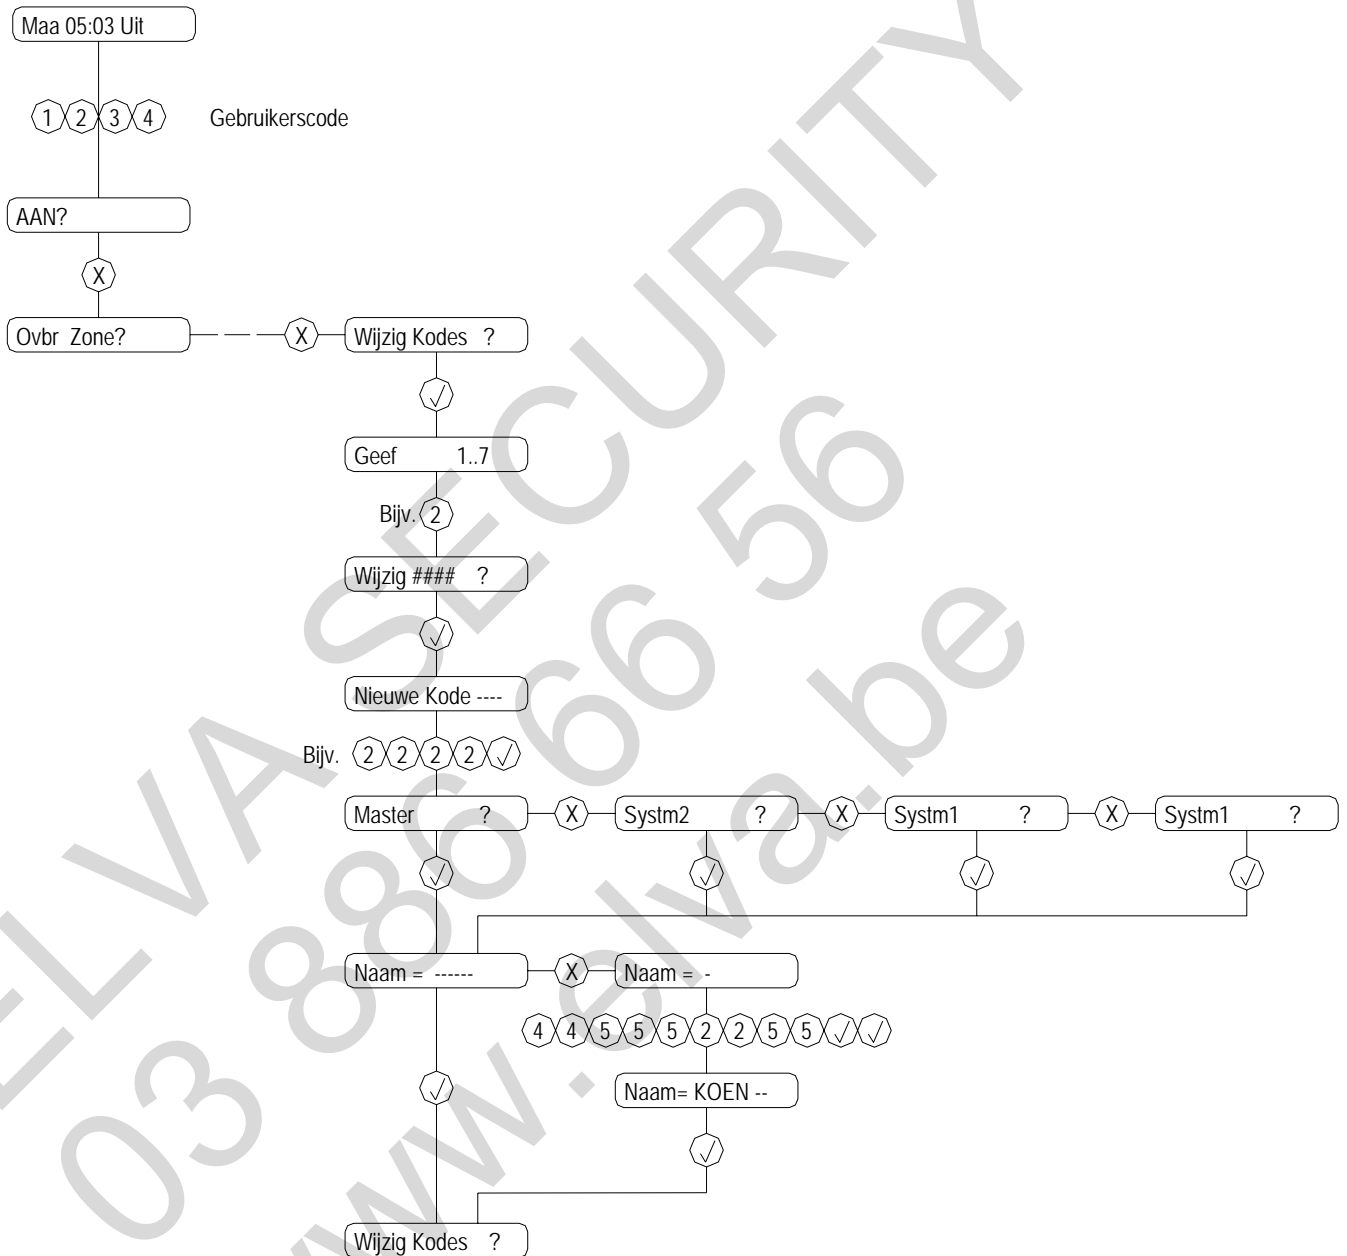 Maa 05:03 Uit
1 2 3 4 Gebruikerscode
AAN?
X
Ovbr Zone? X Wijzig Kodes ?
√
Geef 1..7
Bijv. 2
Wijzig #### ?
√
Nieuwe Kode ----
Bijv. 2 2 2 2 √
Master ? X Systm2 ? X Systm1 ? X Systm1 ?
√ √ √ √
Naam = ------ X Naam = -
4 4 5 5 5 2 2 5 5 √ √
√ Naam= KOEN --
√
Wijzig Kodes ?
ELVA SECURITY
03 886 66 56
www.elva.be